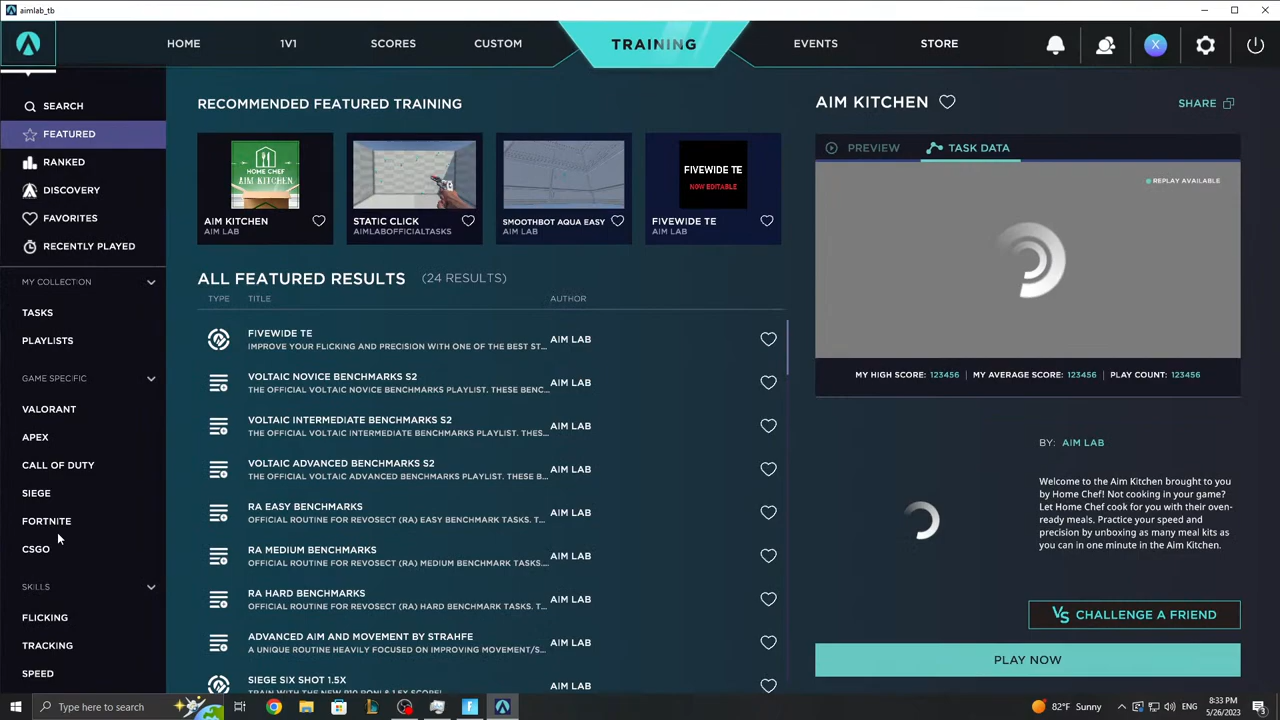 aimlab_tb
HOME
1V1
SCORES
CUSTOM
TRAINING
EVENTS
STORE
X
SEARCH
FEATURED
RANKED
DISCOVERY
FAVORITES
RECENTLY PLAYED
MY COLLECTION
TASKS
PLAYLISTS
GAME SPECIFIC
VALORANT
APEX
CALL OF DUTY
SIEGE
FORTNITE
CSGO
SKILLS
FLICKING
TRACKING
SPEED
RECOMMENDED FEATURED TRAINING
HOME CHEF
AIM KITCHEN
AIM KITCHEN
AIM LAB
STATIC CLICK
AIMLABOFFICIALTASKS
SMOOTHBOT AQUA EASY
AIM LAB
FIVEWIDE TE
NOW EDITABLE
FIVEWIDE TE
AIM LAB
ALL FEATURED RESULTS (24 RESULTS)
TYPE TITLE AUTHOR
FIVEWIDE TE
IMPROVE YOUR FLICKING AND PRECISION WITH ONE OF THE BEST ST... AIM LAB
VOLTAIC NOVICE BENCHMARKS S2
THE OFFICIAL VOLTAIC NOVICE BENCHMARKS PLAYLIST. THESE BENC... AIM LAB
VOLTAIC INTERMEDIATE BENCHMARKS S2
THE OFFICIAL VOLTAIC INTERMEDIATE BENCHMARKS PLAYLIST. THES... AIM LAB
VOLTAIC ADVANCED BENCHMARKS S2
THE OFFICIAL VOLTAIC ADVANCED BENCHMARKS PLAYLIST. THESE B... AIM LAB
RA EASY BENCHMARKS
OFFICIAL ROUTINE FOR REVOSECT (RA) EASY BENCHMARK TASKS. T... AIM LAB
RA MEDIUM BENCHMARKS
OFFICIAL ROUTINE FOR REVOSECT (RA) MEDIUM BENCHMARK TASKS.... AIM LAB
RA HARD BENCHMARKS
OFFICIAL ROUTINE FOR REVOSECT (RA) HARD BENCHMARK TASKS. T... AIM LAB
ADVANCED AIM AND MOVEMENT BY STRAHFE
A UNIQUE ROUTINE HEAVILY FOCUSED ON IMPROVING MOVEMENT/S... AIM LAB
SIEGE SIX SHOT 1.5X
AIM LAB
AIM KITCHEN
SHARE
PREVIEW
TASK DATA
REPLAY AVAILABLE
MY HIGH SCORE: 123456 | MY AVERAGE SCORE: 123456 | PLAY COUNT: 123456
BY: AIM LAB
Welcome to the Aim Kitchen brought to you
by Home Chef! Not cooking in your game?
Let Home Chef cook for you with their oven-
ready meals. Practice your speed and
precision by unboxing as many meal kits as
you can in one minute in the Aim Kitchen.
VS CHALLENGE A FRIEND
PLAY NOW
Type here to search
82°F Sunny
ENG
8:33 PM
5/26/2023
3